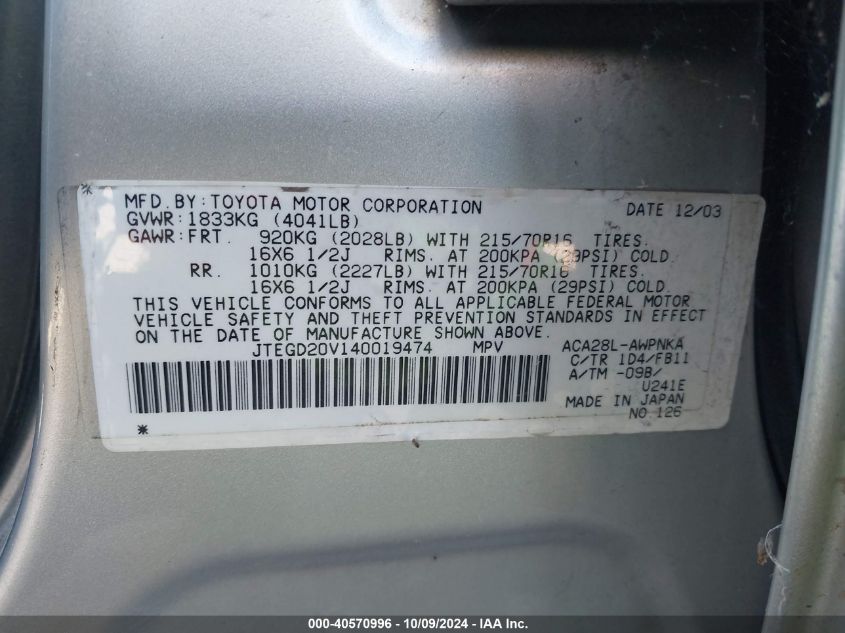 * MFD.BY:TOYOTA MOTOR CORPORATION DATE 12/03
GVWR:1833KG (4041LB)
GAWR:FRT. 920KG (2028LB) WITH 215/70R16 TIRES.
16X6 1/2J RIMS. AT 200KPA (29PSI) COLD.
RR. 1010KG (2227LB) WITH 215/70R16 TIRES.
16X6 1/2J RIMS. AT 200KPA (29PSI) COLD.
THIS VEHICLE CONFORMS TO ALL APPLICABLE FEDERAL MOTOR
VEHICLE SAFETY AND THEFT PREVENTION STANDARDS IN EFFECT
ON THE DATE OF MANUFACTURE SHOWN ABOVE.
JTEGD20V140019474 MPV ACA28L-AWPNKA
C/TR 1D4/FB11
A/TM -09B/
U241E
MADE IN JAPAN
NO.126
*
000-40570996 - 10/09/2024 - IAA, Inc.